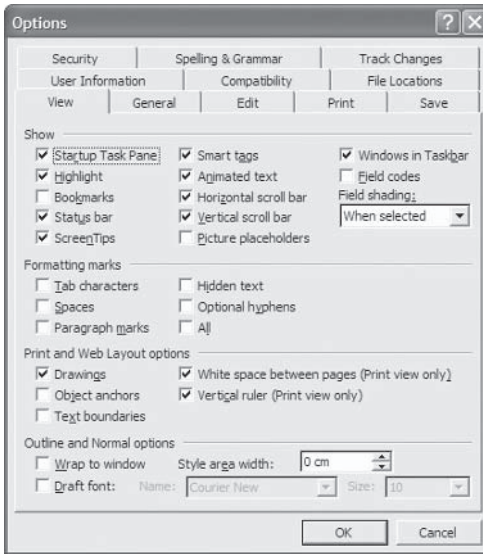 Options
Security Spelling & Grammar Track Changes
User Information Compatibility File Locations
View General Edit Print Save
Show
Startup Task Pane Smart tags Windows in Taskbar
Highlight Animated text Field codes
Bookmarks Horizontal scroll bar Field shading:
Status bar Vertical scroll bar When selected
ScreenTips Picture placeholders
Formatting marks
Tab characters Hidden text
Spaces Optional hyphens
Paragraph marks All
Print and Web Layout options
Drawings White space between pages (Print view only)
Object anchors Vertical ruler (Print view only)
Text boundaries
Outline and Normal options
Wrap to window Style area width: 0 cm
Draft font: Name: Courier New Size: 10
OK Cancel